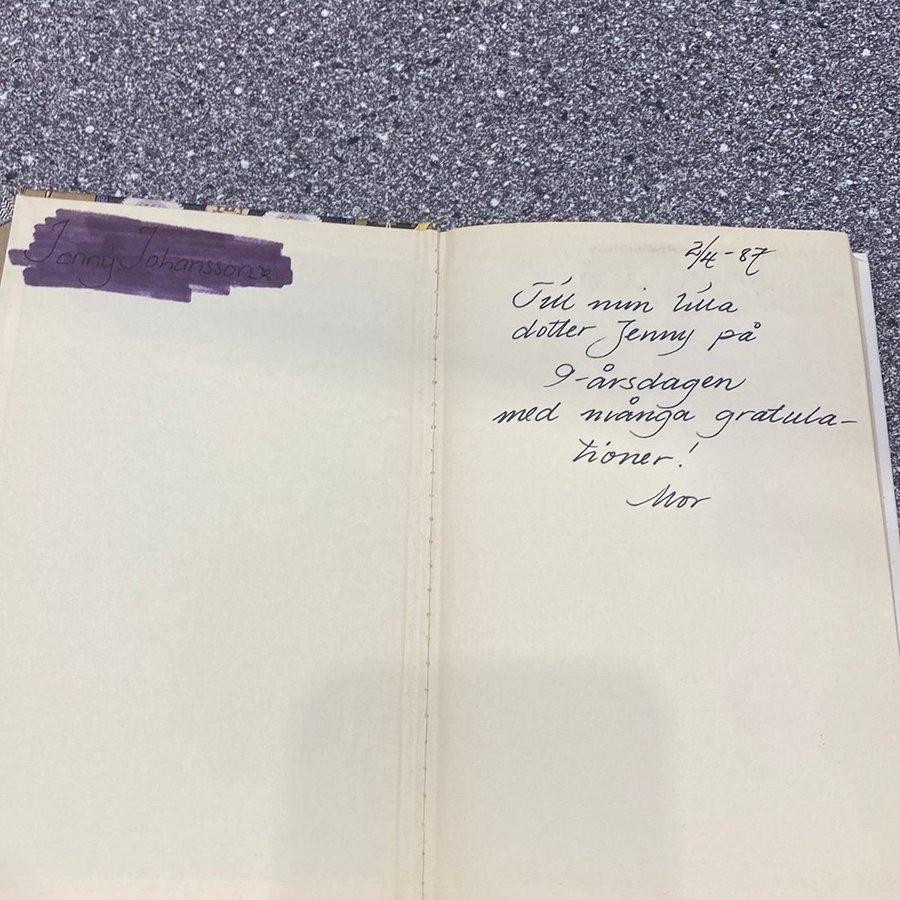 Jenny Johansson
2/4-87
Till min lilla
dotter Jenny på
9-årsdagen
med många gratula-
tioner!
Mor